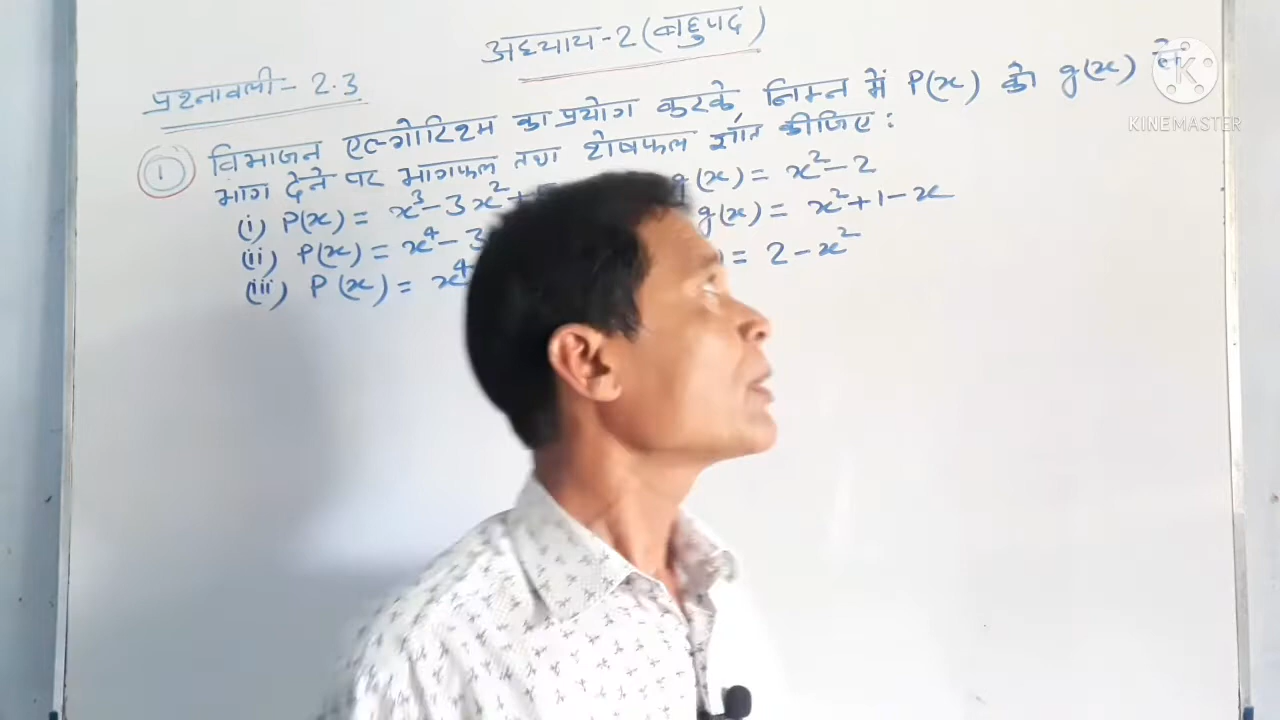 अध्याय-2 (बहुपद)
प्रश्नावली - 2.3
① विभाजन एल्गोरिथ्म का प्रयोग करके, निम्न में P(x) को g(x) से
भाग देने पर भागफल तथा शेषफल ज्ञात कीजिए :
(i) P(x) = x³ - 3x² + g(x) = x² - 2
(ii) P(x) = x⁴ - 3 g(x) = x² + 1 - x
(iii) P(x) = x⁴ = 2 - x²
KINEMASTER